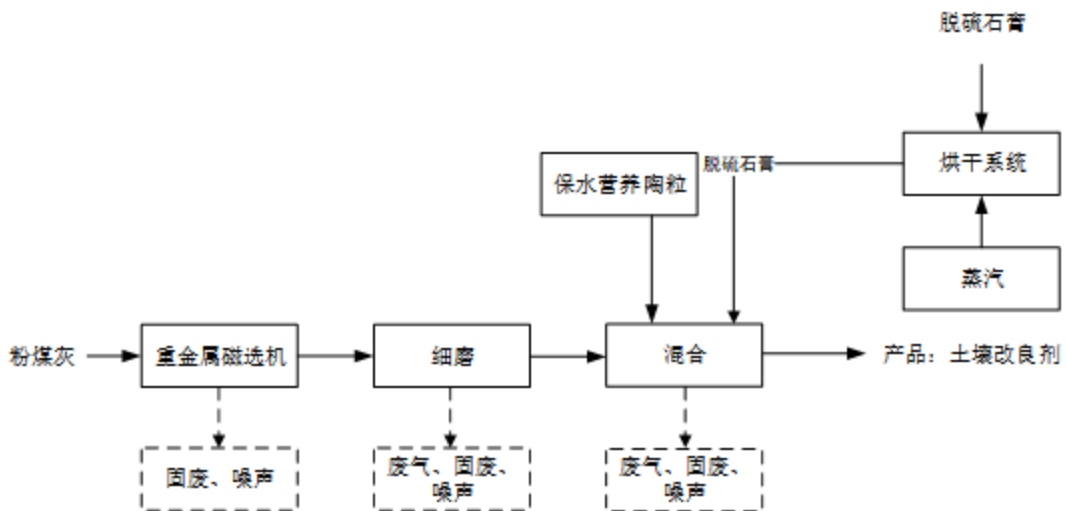 脱硫石膏
烘干系统
保水营养陶粒
脱硫石膏
蒸汽
粉煤灰
重金属磁选机
细磨
混合
产品：土壤改良剂
固废、噪声
废气、固废、
噪声
废气、固废、
噪声